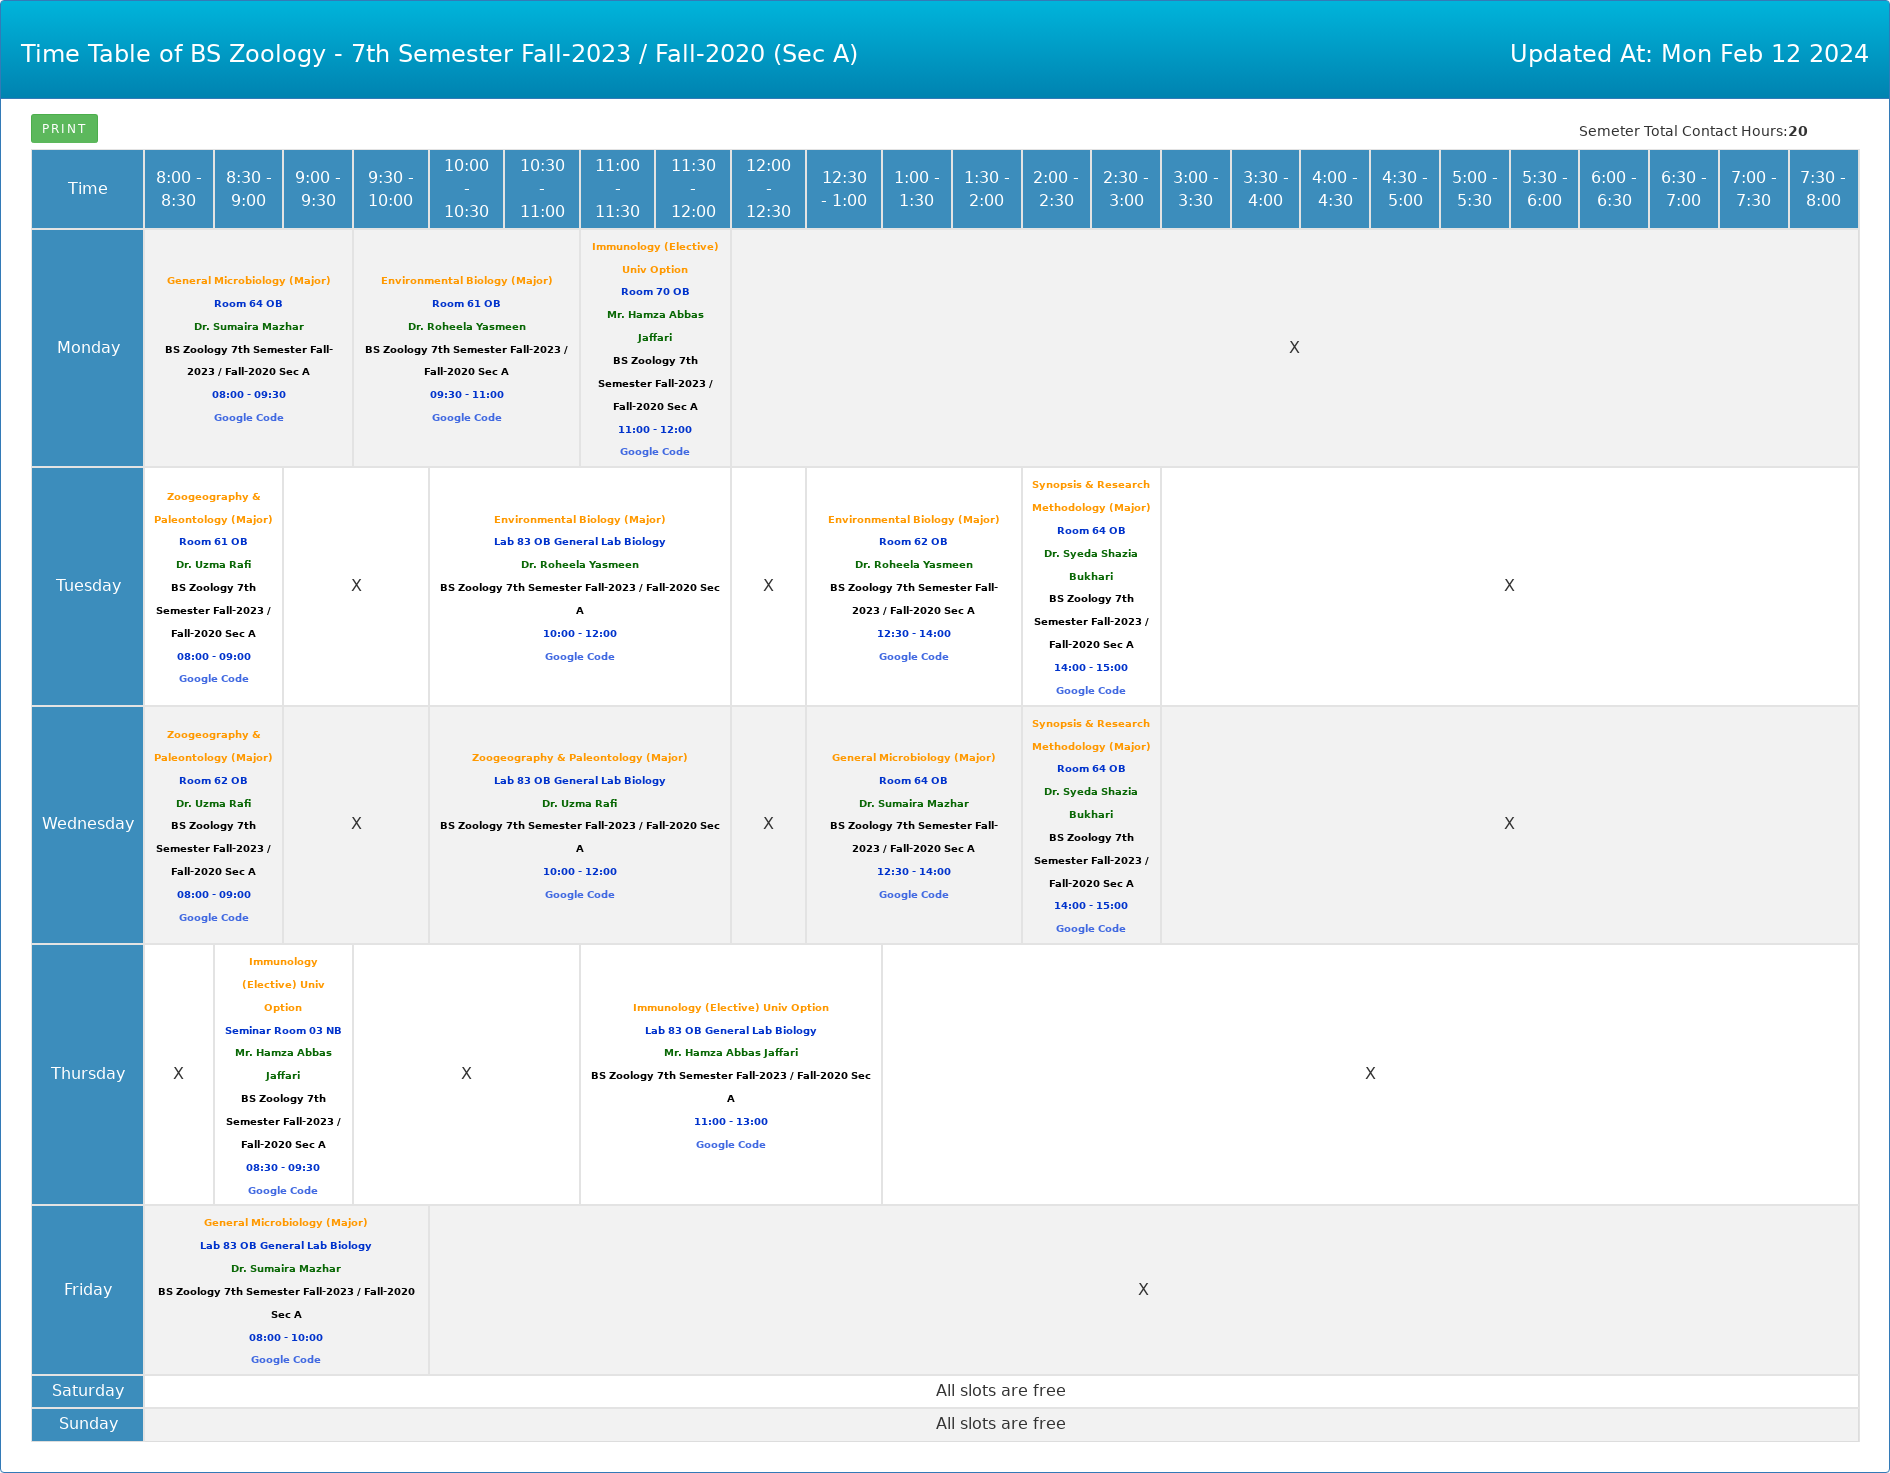 Time Table of BS Zoology - 7th Semester Fall-2023 / Fall-2020 (Sec A)
Updated At: Mon Feb 12 2024
PRINT
Semeter Total Contact Hours:20
Time
8:00 -
8:30
8:30 -
9:00
9:00 -
9:30
9:30 -
10:00
10:00
-
10:30
10:30
-
11:00
11:00
-
11:30
11:30
-
12:00
12:00
-
12:30
12:30
- 1:00
1:00 -
1:30
1:30 -
2:00
2:00 -
2:30
2:30 -
3:00
3:00 -
3:30
3:30 -
4:00
4:00 -
4:30
4:30 -
5:00
5:00 -
5:30
5:30 -
6:00
6:00 -
6:30
6:30 -
7:00
7:00 -
7:30
7:30 -
8:00
Monday
General Microbiology (Major)
Room 64 OB
Dr. Sumaira Mazhar
BS Zoology 7th Semester Fall-
2023 / Fall-2020 Sec A
08:00 - 09:30
Google Code
Environmental Biology (Major)
Room 61 OB
Dr. Roheela Yasmeen
BS Zoology 7th Semester Fall-2023 /
Fall-2020 Sec A
09:30 - 11:00
Google Code
Immunology (Elective)
Univ Option
Room 70 OB
Mr. Hamza Abbas
Jaffari
BS Zoology 7th
Semester Fall-2023 /
Fall-2020 Sec A
11:00 - 12:00
Google Code
X
Tuesday
Zoogeography &
Paleontology (Major)
Room 61 OB
Dr. Uzma Rafi
BS Zoology 7th
Semester Fall-2023 /
Fall-2020 Sec A
08:00 - 09:00
Google Code
X
Environmental Biology (Major)
Lab 83 OB General Lab Biology
Dr. Roheela Yasmeen
BS Zoology 7th Semester Fall-2023 / Fall-2020 Sec
A
10:00 - 12:00
Google Code
X
Environmental Biology (Major)
Room 62 OB
Dr. Roheela Yasmeen
BS Zoology 7th Semester Fall-
2023 / Fall-2020 Sec A
12:30 - 14:00
Google Code
Synopsis & Research
Methodology (Major)
Room 64 OB
Dr. Syeda Shazia
Bukhari
BS Zoology 7th
Semester Fall-2023 /
Fall-2020 Sec A
14:00 - 15:00
Google Code
X
Wednesday
Zoogeography &
Paleontology (Major)
Room 62 OB
Dr. Uzma Rafi
BS Zoology 7th
Semester Fall-2023 /
Fall-2020 Sec A
08:00 - 09:00
Google Code
X
Zoogeography & Paleontology (Major)
Lab 83 OB General Lab Biology
Dr. Uzma Rafi
BS Zoology 7th Semester Fall-2023 / Fall-2020 Sec
A
10:00 - 12:00
Google Code
X
General Microbiology (Major)
Room 64 OB
Dr. Sumaira Mazhar
BS Zoology 7th Semester Fall-
2023 / Fall-2020 Sec A
12:30 - 14:00
Google Code
Synopsis & Research
Methodology (Major)
Room 64 OB
Dr. Syeda Shazia
Bukhari
BS Zoology 7th
Semester Fall-2023 /
Fall-2020 Sec A
14:00 - 15:00
Google Code
X
Thursday
X
Immunology
(Elective) Univ
Option
Seminar Room 03 NB
Mr. Hamza Abbas
Jaffari
BS Zoology 7th
Semester Fall-2023 /
Fall-2020 Sec A
08:30 - 09:30
Google Code
X
Immunology (Elective) Univ Option
Lab 83 OB General Lab Biology
Mr. Hamza Abbas Jaffari
BS Zoology 7th Semester Fall-2023 / Fall-2020 Sec
A
11:00 - 13:00
Google Code
X
Friday
General Microbiology (Major)
Lab 83 OB General Lab Biology
Dr. Sumaira Mazhar
BS Zoology 7th Semester Fall-2023 / Fall-2020
Sec A
08:00 - 10:00
Google Code
X
Saturday
All slots are free
Sunday
All slots are free